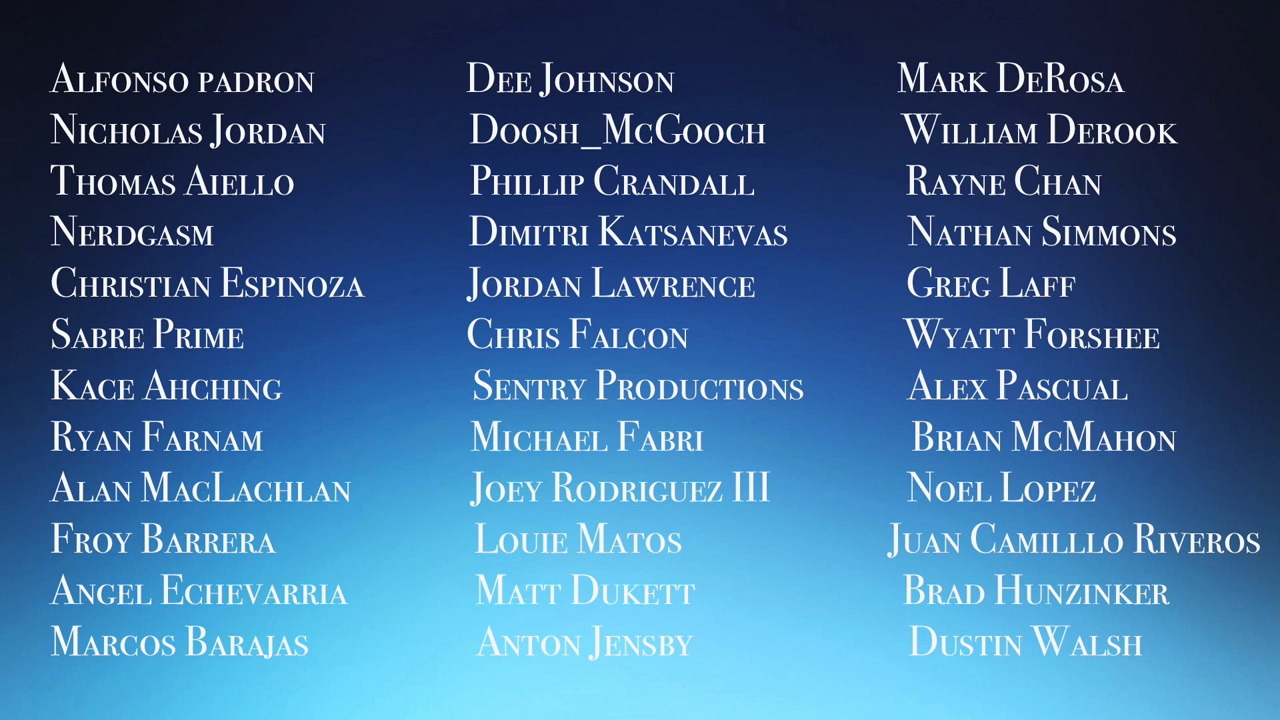 Alfonso padron
Nicholas Jordan
Thomas Aiello
Nerdgasm
Christian Espinoza
Sabre Prime
Kace Ahching
Ryan Farnam
Alan MacLachlan
Froy Barrera
Angel Echevarria
Marcos Barajas
Dee Johnson
Doosh_McGooch
Phillip Crandall
Dimitri Katsanevas
Jordan Lawrence
Chris Falcon
Sentry Productions
Michael Fabri
Joey Rodriguez III
Louie Matos
Matt Dukett
Anton Jensby
Mark DeRosa
William Derook
Rayne Chan
Nathan Simmons
Greg Laff
Wyatt Forshee
Alex Pascual
Brian McMahon
Noel Lopez
Juan Camilllo Riveros
Brad Hunzinker
Dustin Walsh